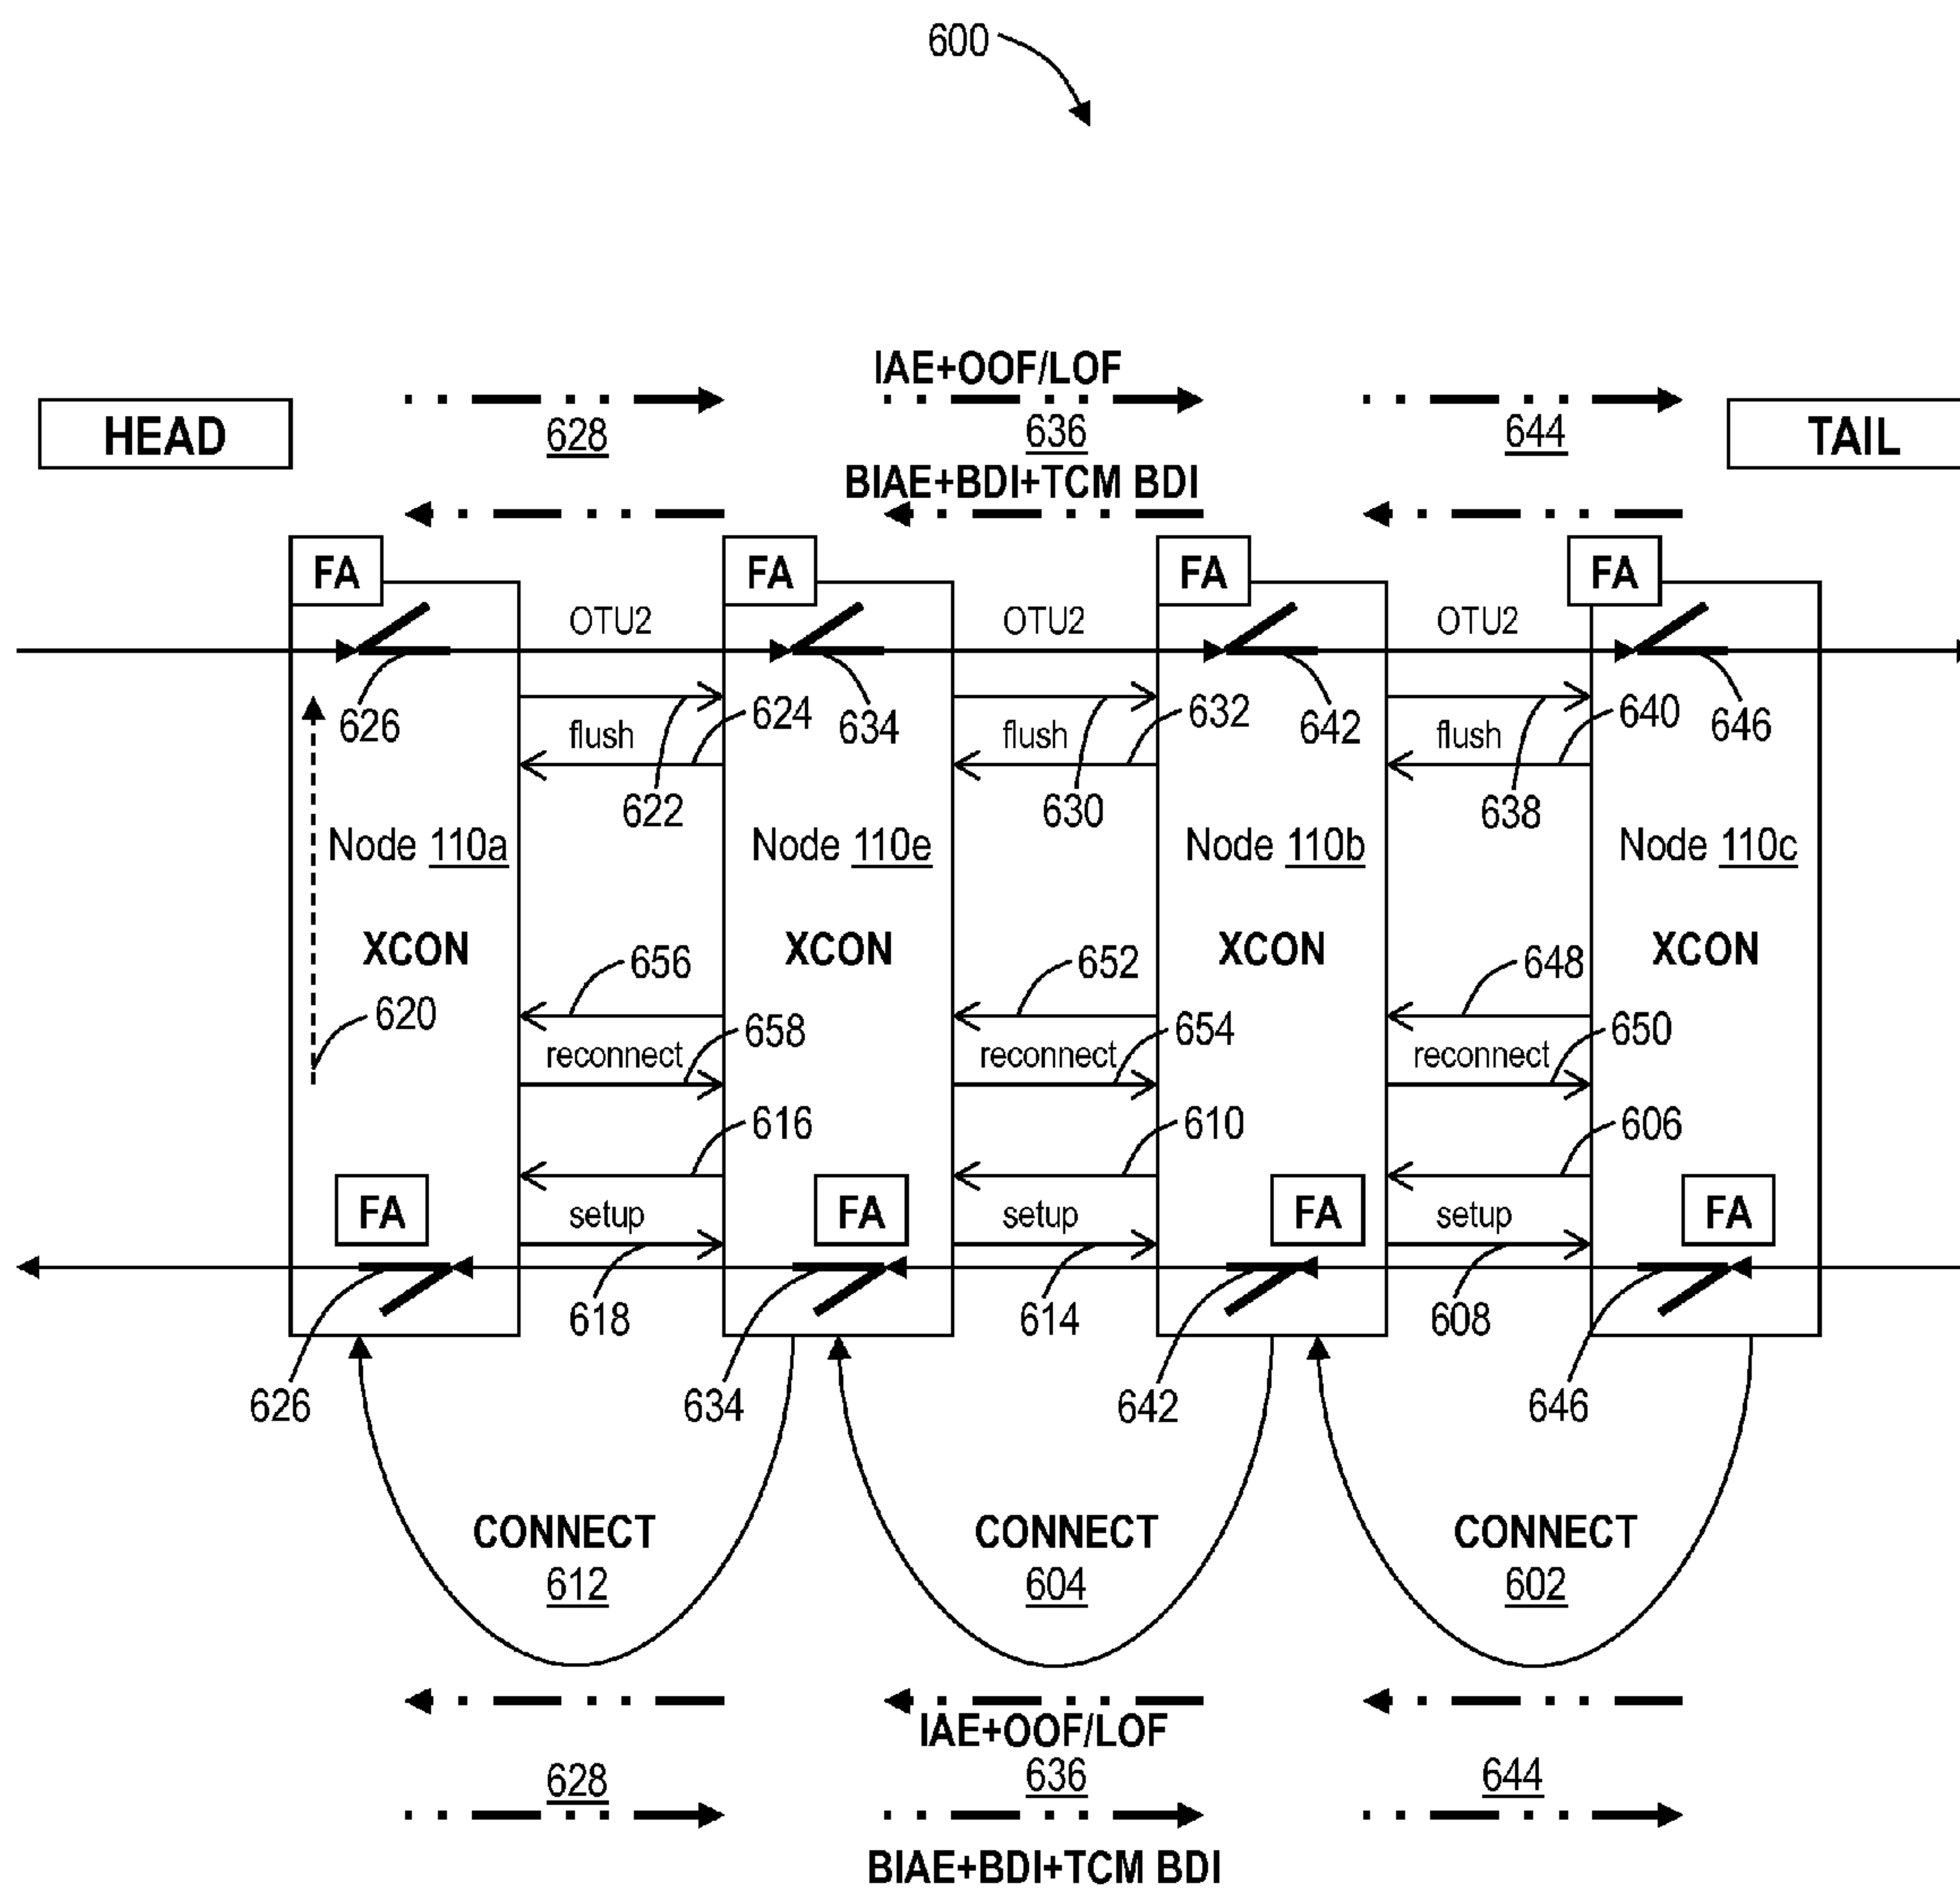 600
IAE+OOF/LOF
HEAD
628
636
644
TAIL
BIAE+BDI+TCM BDI
FA
FA
FA
FA
OTU2
OTU2
OTU2
626
624
634
632
642
640
646
flush
flush
flush
622
630
638
Node 110a
Node 110e
Node 110b
Node 110c
XCON
XCON
XCON
XCON
656
652
648
620
658
654
650
reconnect
reconnect
reconnect
616
610
606
FA
FA
FA
FA
setup
setup
setup
618
614
608
626
634
642
646
CONNECT
612
CONNECT
604
CONNECT
602
IAE+OOF/LOF
628
636
644
BIAE+BDI+TCM BDI